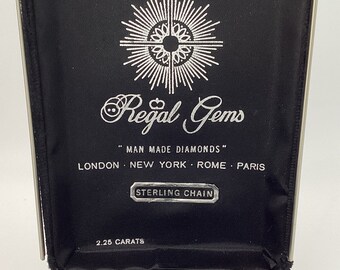 Regal Gems
" MAN MADE DIAMONDS "
LONDON · NEW YORK · ROME · PARIS
STERLING CHAIN
2.25 CARATS